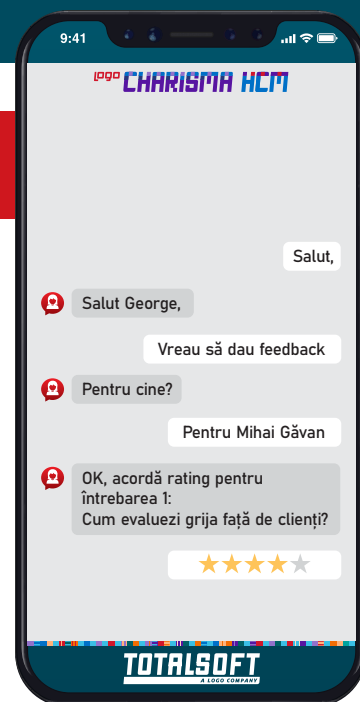 9:41
logo CHARISMA HCM
Salut,
Salut George,
Vreau să dau feedback
Pentru cine?
Pentru Mihai Găvan
OK, acordă rating pentru
întrebarea 1:
Cum evaluezi grija față de clienți?
TOTALSOFT
A LOGO COMPANY